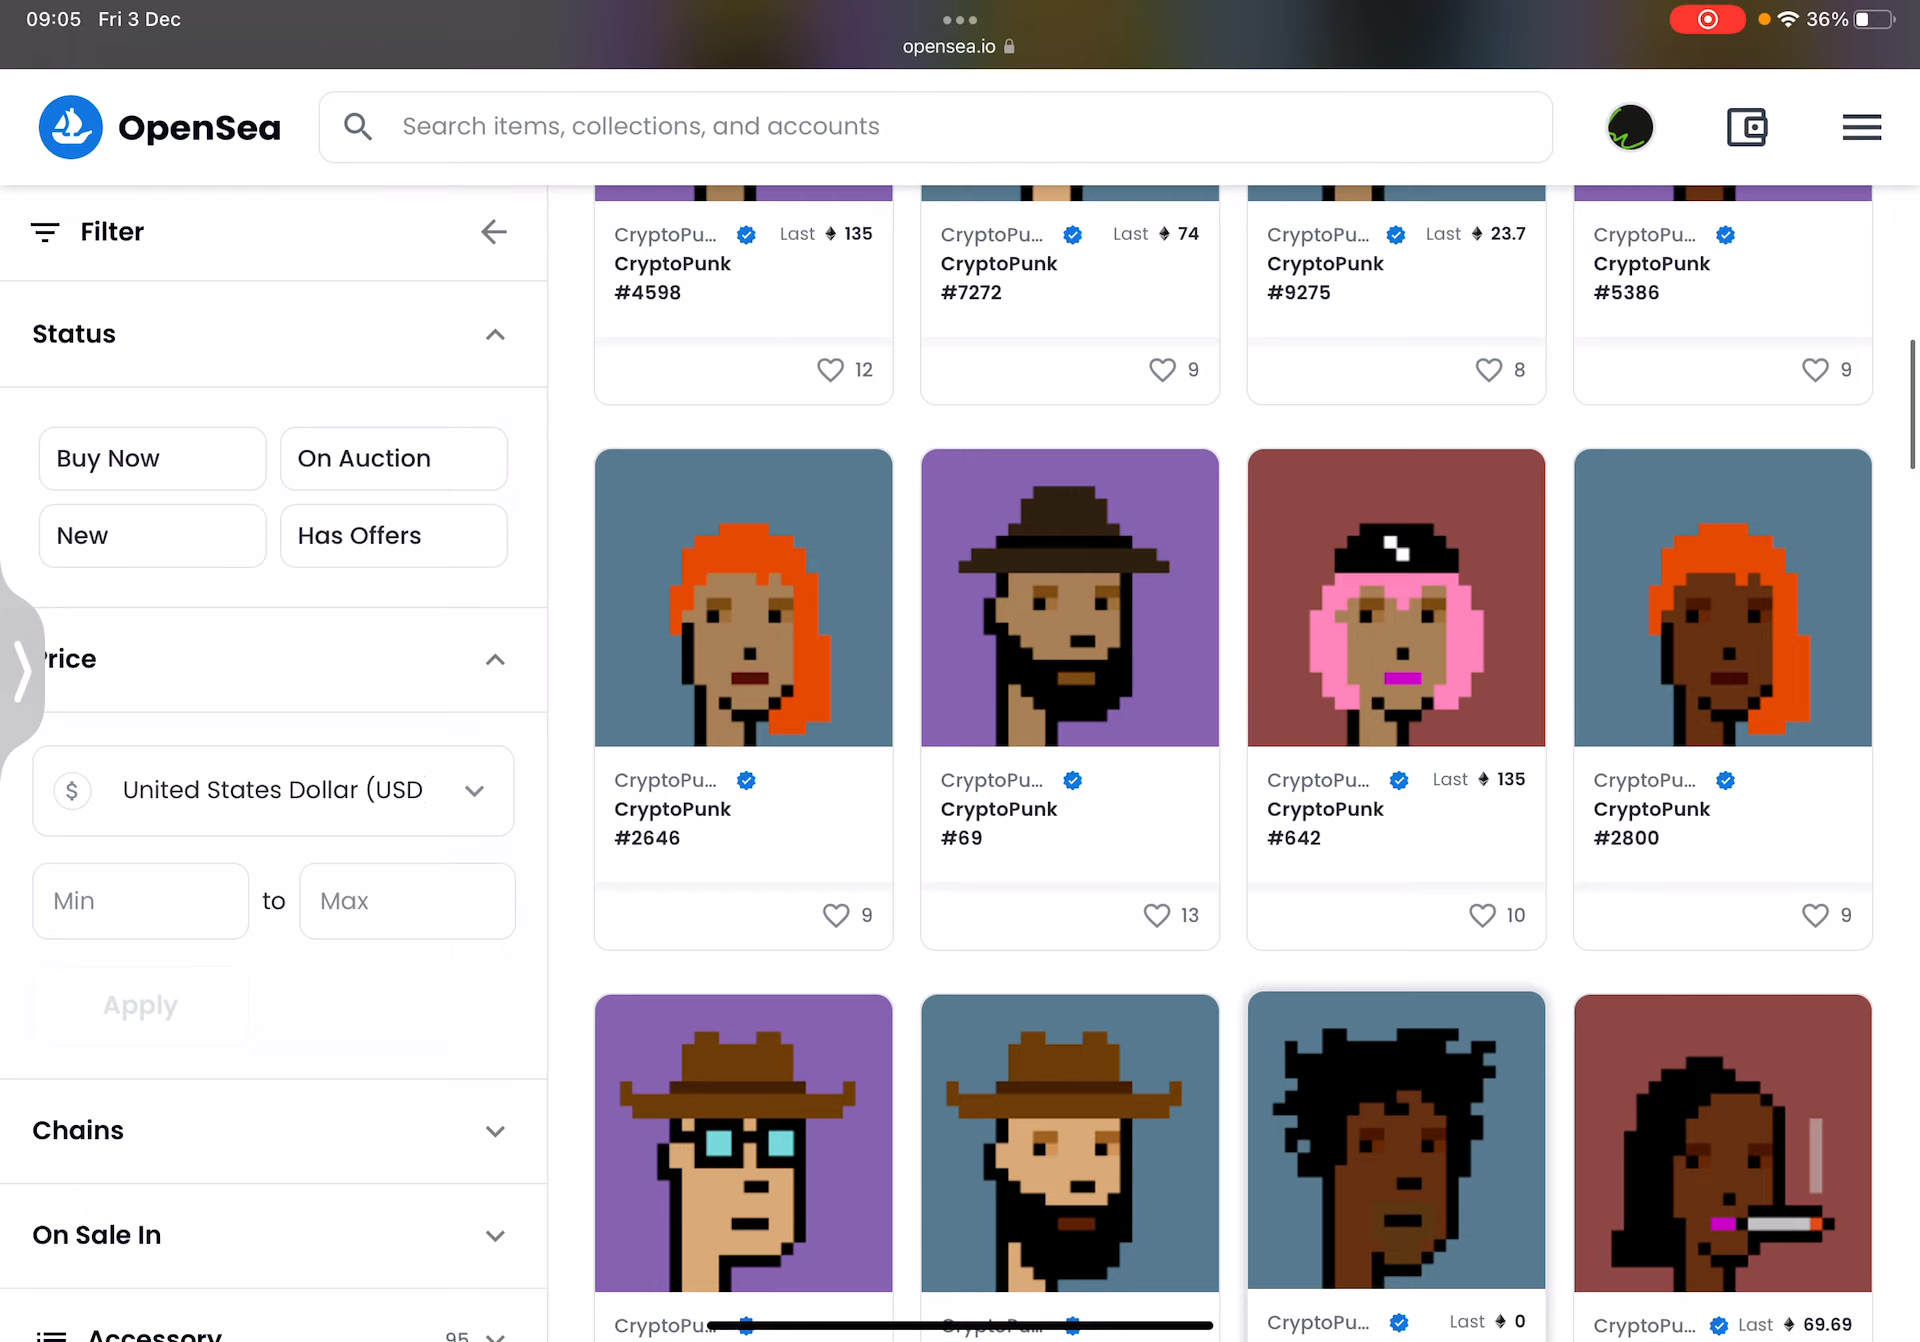 09:05 Fri 3 Dec
36%
opensea.io
OpenSea
Search items, collections, and accounts
Filter
Status
Buy Now
On Auction
New
Has Offers
Price
$ United States Dollar (USD
Min to Max
Apply
Chains
On Sale In
Accessory 95
CryptoPu... Last 135
CryptoPunk
#4598
12
CryptoPu... Last 74
CryptoPunk
#7272
9
CryptoPu... Last 23.7
CryptoPunk
#9275
8
CryptoPu...
CryptoPunk
#5386
9
CryptoPu...
CryptoPunk
#2646
9
CryptoPu...
CryptoPunk
#69
13
CryptoPu... Last 135
CryptoPunk
#642
10
CryptoPu...
CryptoPunk
#2800
9
CryptoPu...
CryptoPu...
CryptoPu... Last 0
CryptoPu... Last 69.69